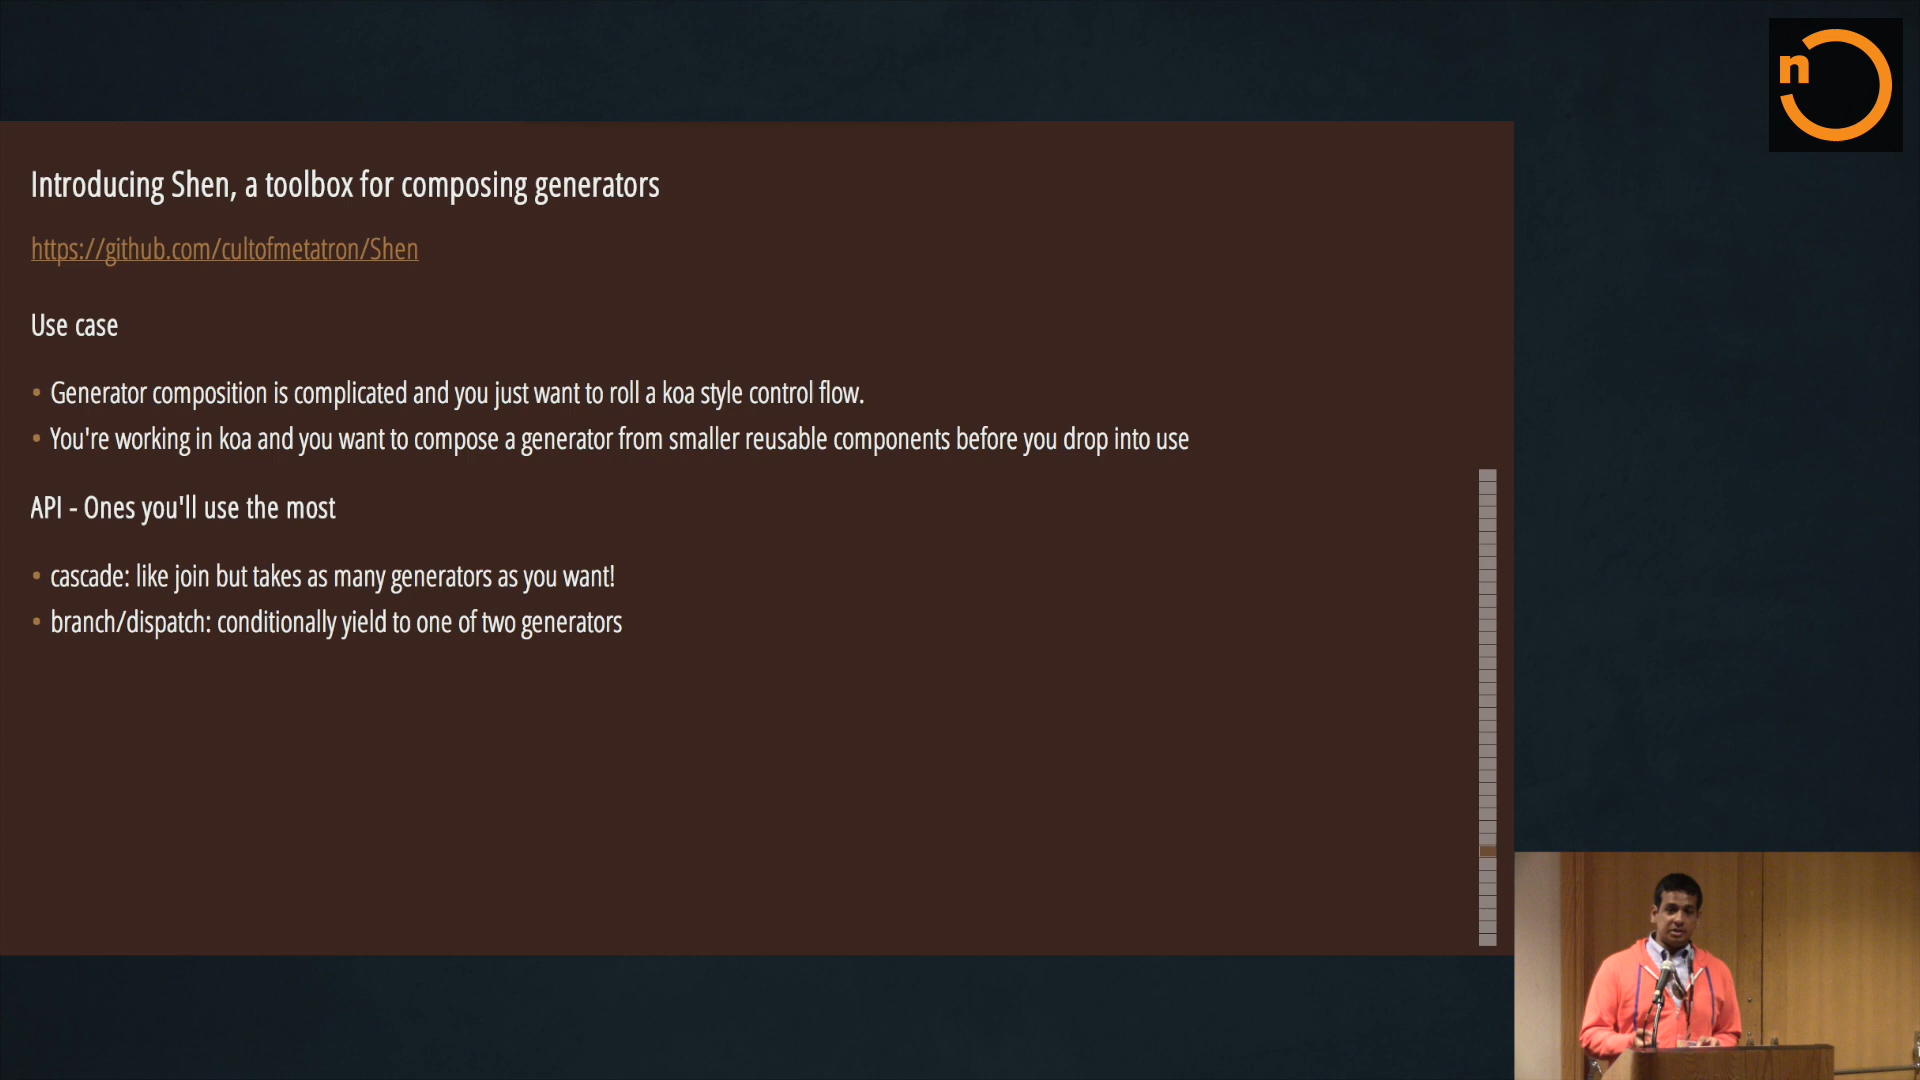 n
Introducing Shen, a toolbox for composing generators
https://github.com/cultofmetatron/Shen
Use case
• Generator composition is complicated and you just want to roll a koa style control flow.
• You're working in koa and you want to compose a generator from smaller reusable components before you drop into use
API - Ones you'll use the most
• cascade: like join but takes as many generators as you want!
• branch/dispatch: conditionally yield to one of two generators